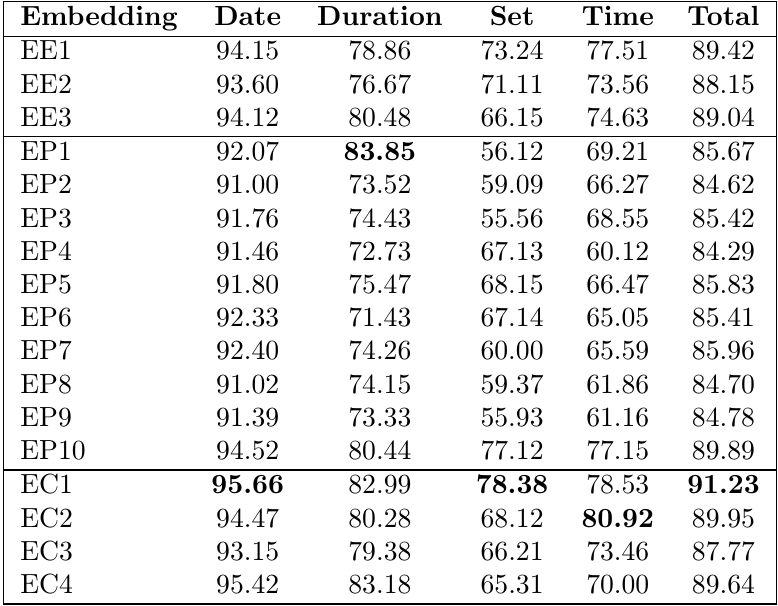 Embedding Date Duration Set Time Total
EE1 94.15 78.86 73.24 77.51 89.42
EE2 93.60 76.67 71.11 73.56 88.15
EE3 94.12 80.48 66.15 74.63 89.04
EP1 92.07 83.85 56.12 69.21 85.67
EP2 91.00 73.52 59.09 66.27 84.62
EP3 91.76 74.43 55.56 68.55 85.42
EP4 91.46 72.73 67.13 60.12 84.29
EP5 91.80 75.47 68.15 66.47 85.83
EP6 92.33 71.43 67.14 65.05 85.41
EP7 92.40 74.26 60.00 65.59 85.96
EP8 91.02 74.15 59.37 61.86 84.70
EP9 91.39 73.33 55.93 61.16 84.78
EP10 94.52 80.44 77.12 77.15 89.89
EC1 95.66 82.99 78.38 78.53 91.23
EC2 94.47 80.28 68.12 80.92 89.95
EC3 93.15 79.38 66.21 73.46 87.77
EC4 95.42 83.18 65.31 70.00 89.64